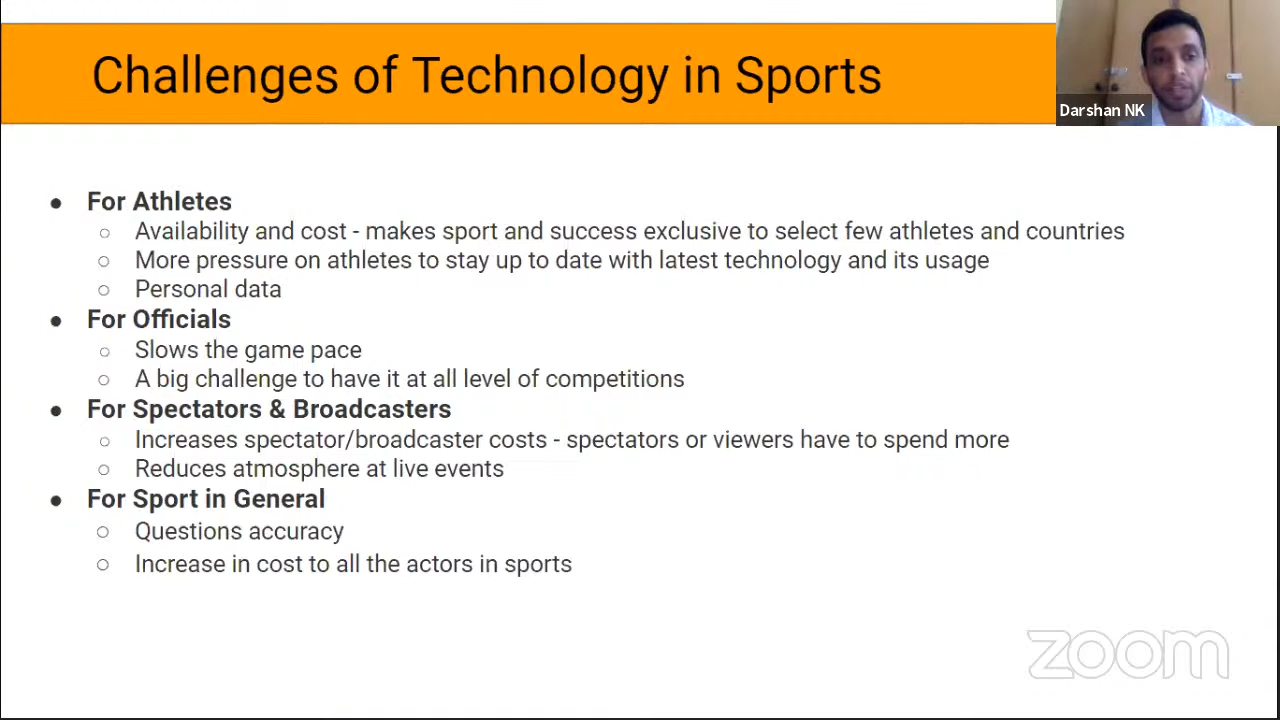 Challenges of Technology in Sports
Darshan NK
● For Athletes
○ Availability and cost - makes sport and success exclusive to select few athletes and countries
○ More pressure on athletes to stay up to date with latest technology and its usage
○ Personal data
● For Officials
○ Slows the game pace
○ A big challenge to have it at all level of competitions
● For Spectators & Broadcasters
○ Increases spectator/broadcaster costs - spectators or viewers have to spend more
○ Reduces atmosphere at live events
● For Sport in General
○ Questions accuracy
○ Increase in cost to all the actors in sports
zoom